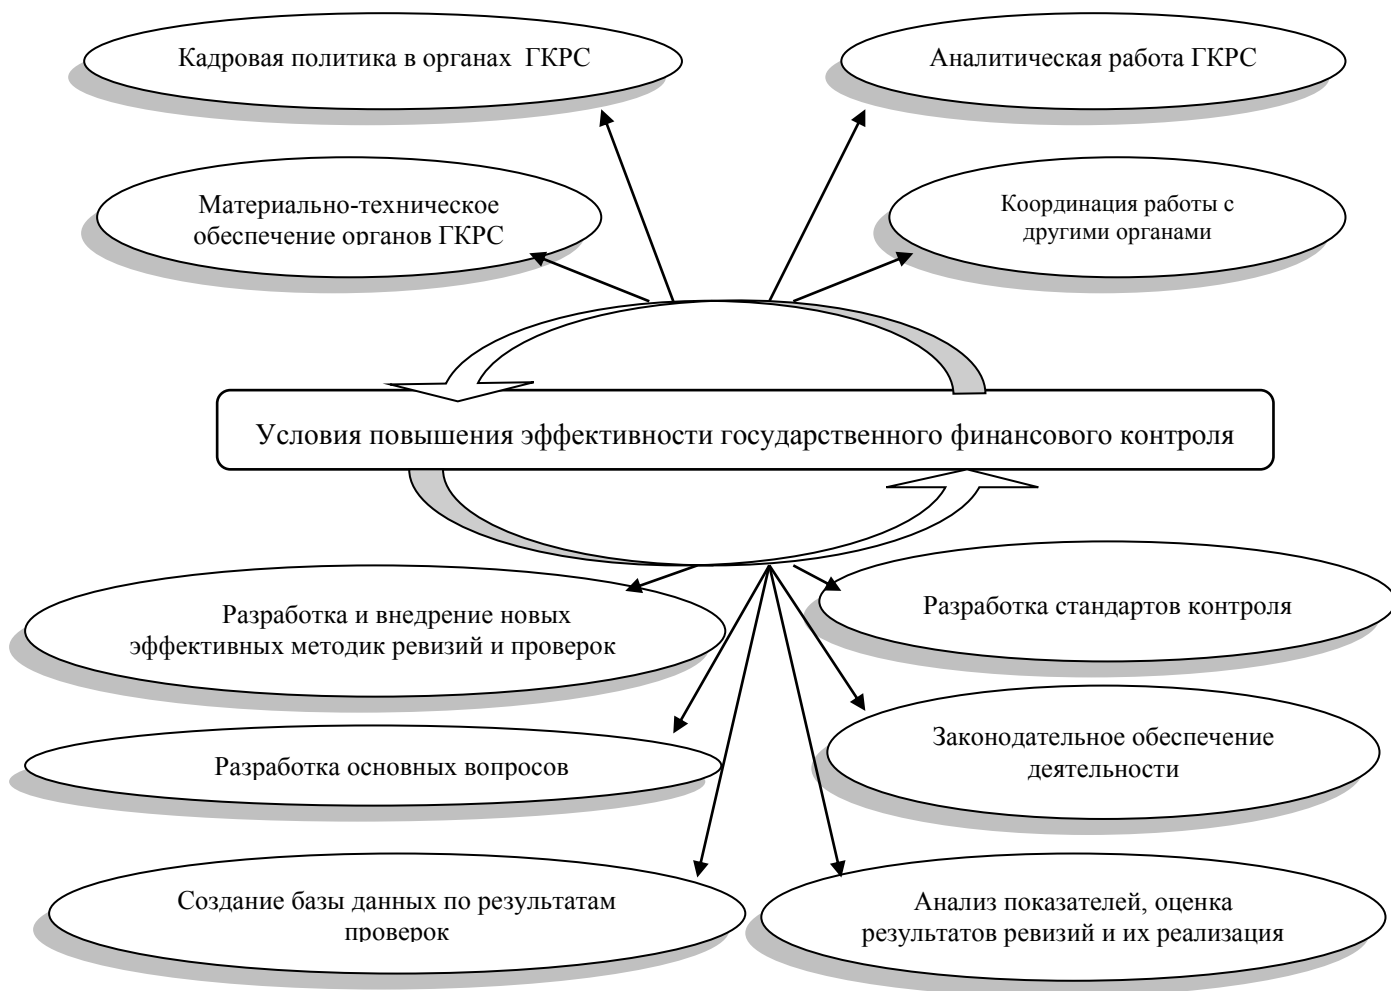 Кадровая политика в органах ГКРС
Аналитическая работа ГКРС
Материально-техническое
обеспечение органов ГКРС
Координация работы с
другими органами
Условия повышения эффективности государственного финансового контроля
Разработка и внедрение новых
эффективных методик ревизий и проверок
Разработка стандартов контроля
Разработка основных вопросов
Законодательное обеспечение
деятельности
Создание базы данных по результатам
проверок
Анализ показателей, оценка
результатов ревизий и их реализация